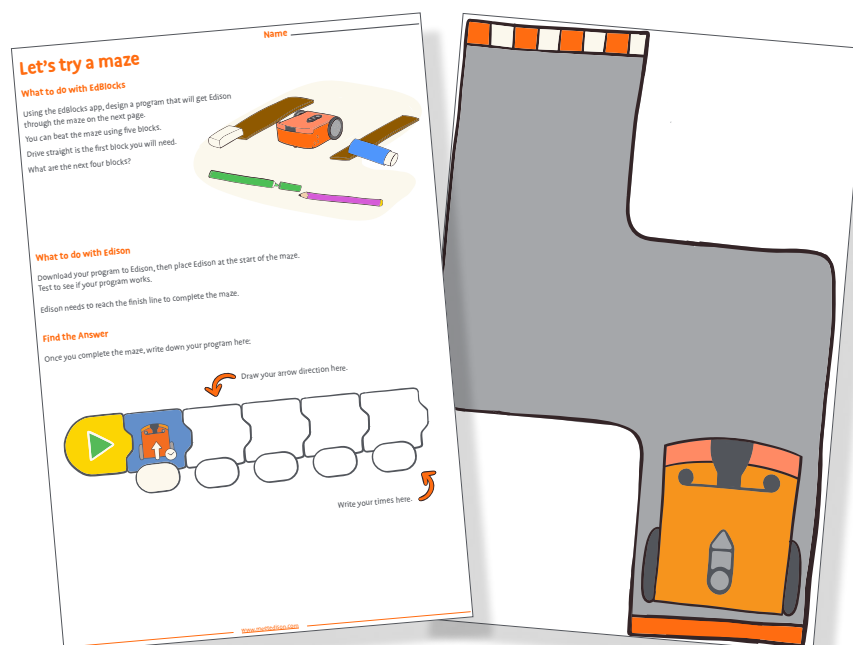 Name
Let's try a maze
What to do with EdBlocks
Using the EdBlocks app, design a program that will get Edison
through the maze on the next page.
You can beat the maze using five blocks.
Drive straight is the first block you will need.
What are the next four blocks?
What to do with Edison
Download your program to Edison, then place Edison at the start of the maze.
Test to see if your program works.
Edison needs to reach the finish line to complete the maze.
Find the Answer
Once you complete the maze, write down your program here:
Draw your arrow direction here.
Write your times here.
www.meetedison.com